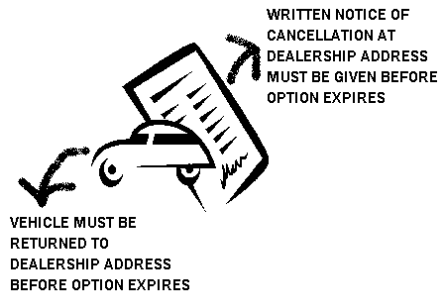 WRITTEN NOTICE OF
CANCELLATION AT
DEALERSHIP ADDRESS
MUST BE GIVEN BEFORE
OPTION EXPIRES
VEHICLE MUST BE
RETURNED TO
DEALERSHIP ADDRESS
BEFORE OPTION EXPIRES